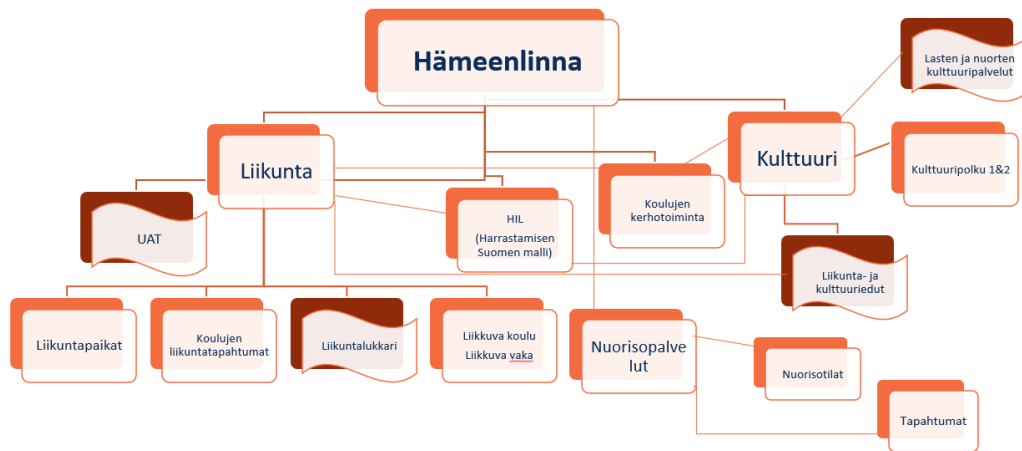 Hämeenlinna
Lasten ja nuorten
kulttuuripalvelut
Liikunta
Kulttuuri
Kulttuuripolku 1&2
UAT
HIL
(Harrastamisen
Suomen malli)
Koulujen
kerhotoiminta
Liikunta- ja
kulttuuriedut
Liikuntapaikat
Koulujen
liikuntatapahtumat
Liikuntalukkari
Liikkuva koulu
Liikkuva vaka
Nuorisopalve
lut
Nuorisotilat
Tapahtumat